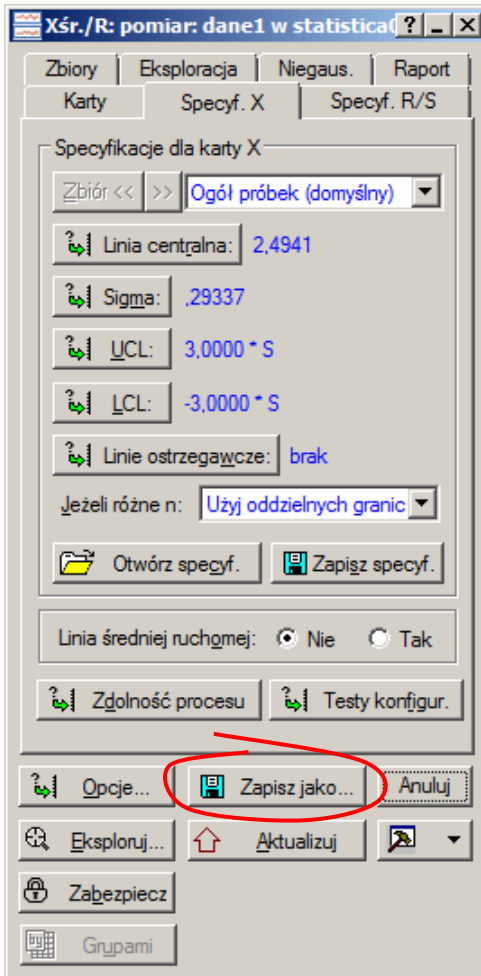 Xśr./R: pomiar: dane1 w statistica
Zbiory Eksploracja Niegaus. Raport
Karty Specyf. X Specyf. R/S
Specyfikacje dla karty X
Zbiór << >> Ogół próbek (domyślny)
Linia centralna: 2,4941
Sigma: ,29337
UCL: 3,0000 * S
LCL: -3,0000 * S
Linie ostrzegawcze: brak
Jeżeli różne n: Użyj oddzielnych granic
Otwórz specyf. Zapisz specyf.
Linia średniej ruchomej: Nie Tak
Zdolność procesu Testy konfigur.
Opcje... Zapisz jako... Anuluj
Eksploruj... Aktualizuj
Zabezpiecz
Grupami